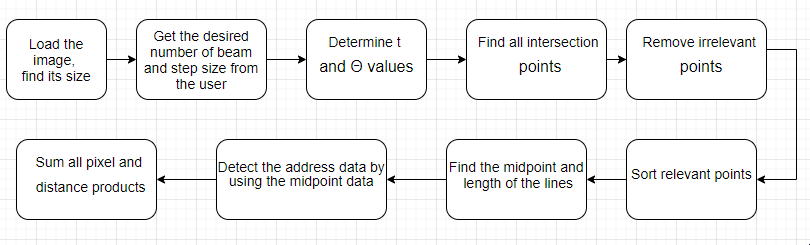 Load the
image,
find its size
Get the desired
number of beam
and step size from
the user
Determine t
and Θ values
Find all intersection
points
Remove irrelevant
points
Sort relevant points
Find the midpoint and
length of the lines
Detect the address data by
using the midpoint data
Sum all pixel and
distance products